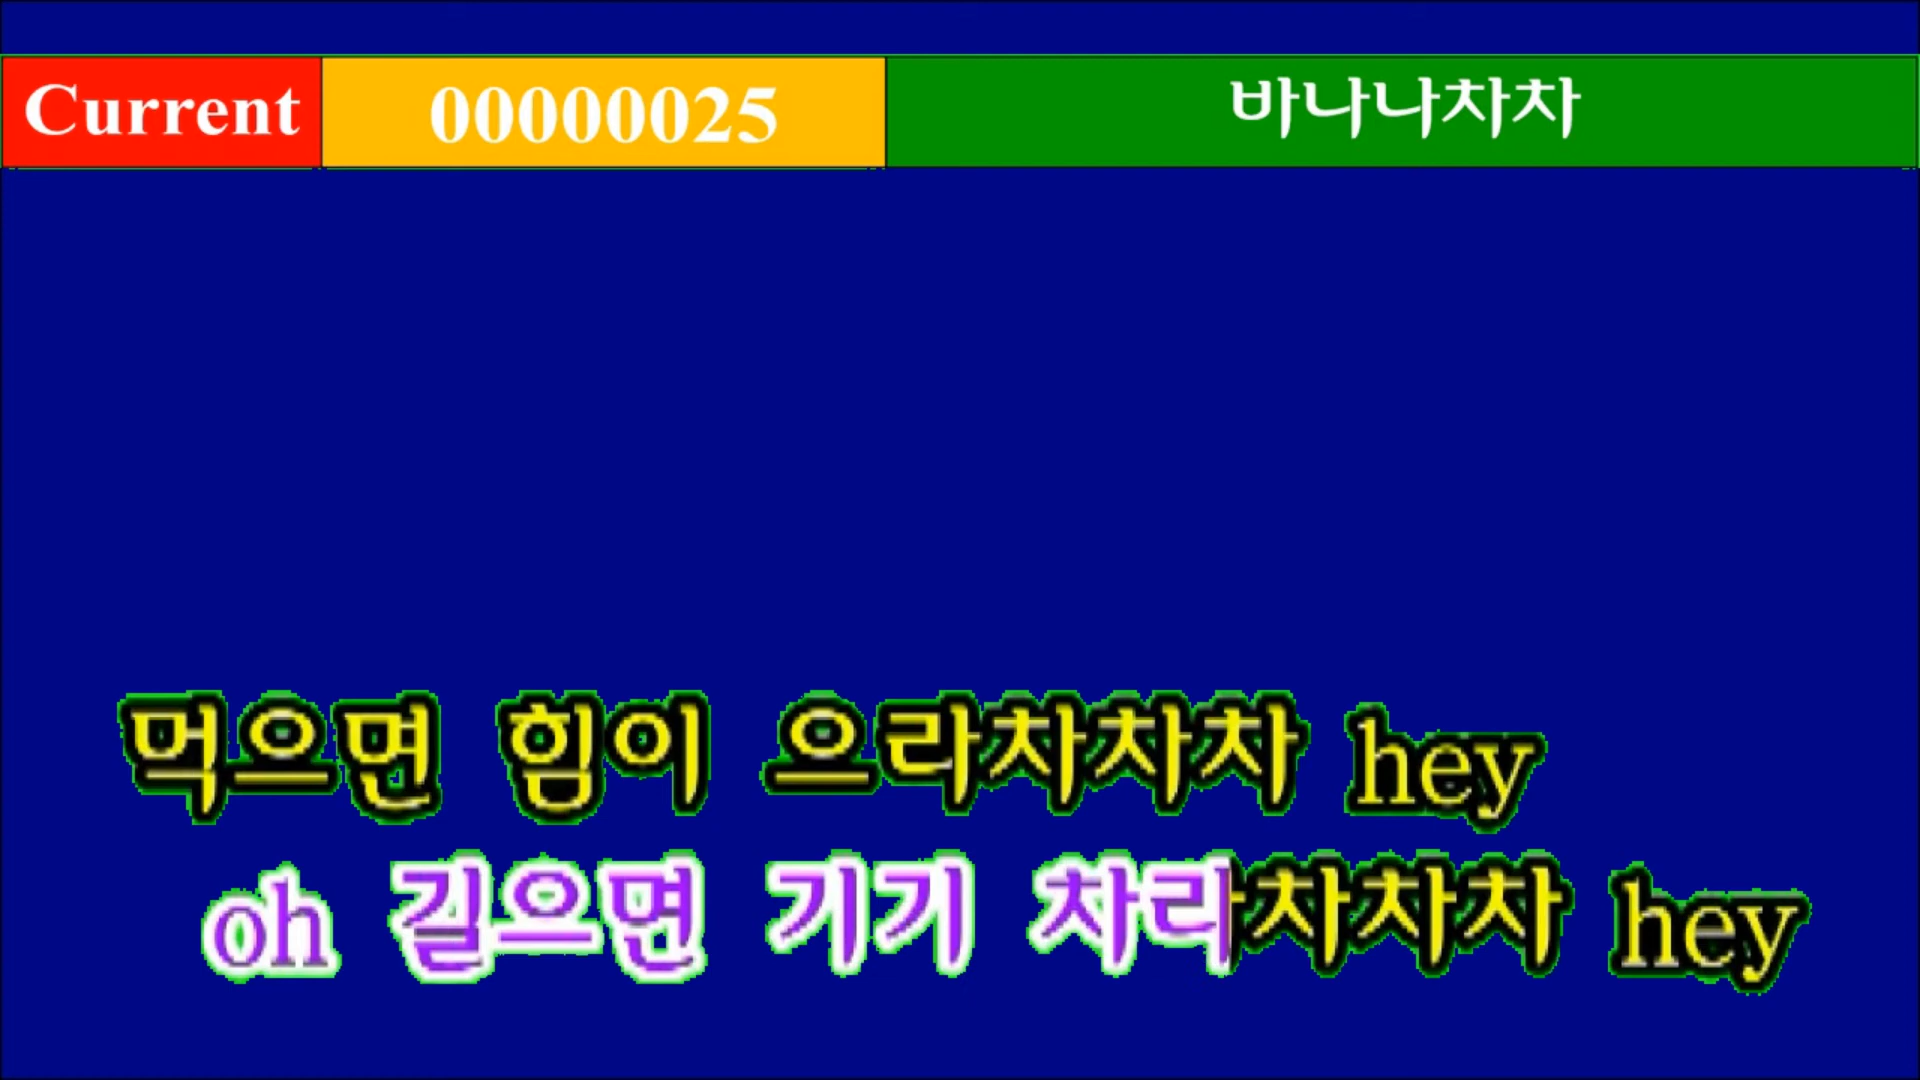 Current 00000025 바나나차차
먹으면 힘이 으라차차차 hey
oh 길으면 기기 차라차차차 hey